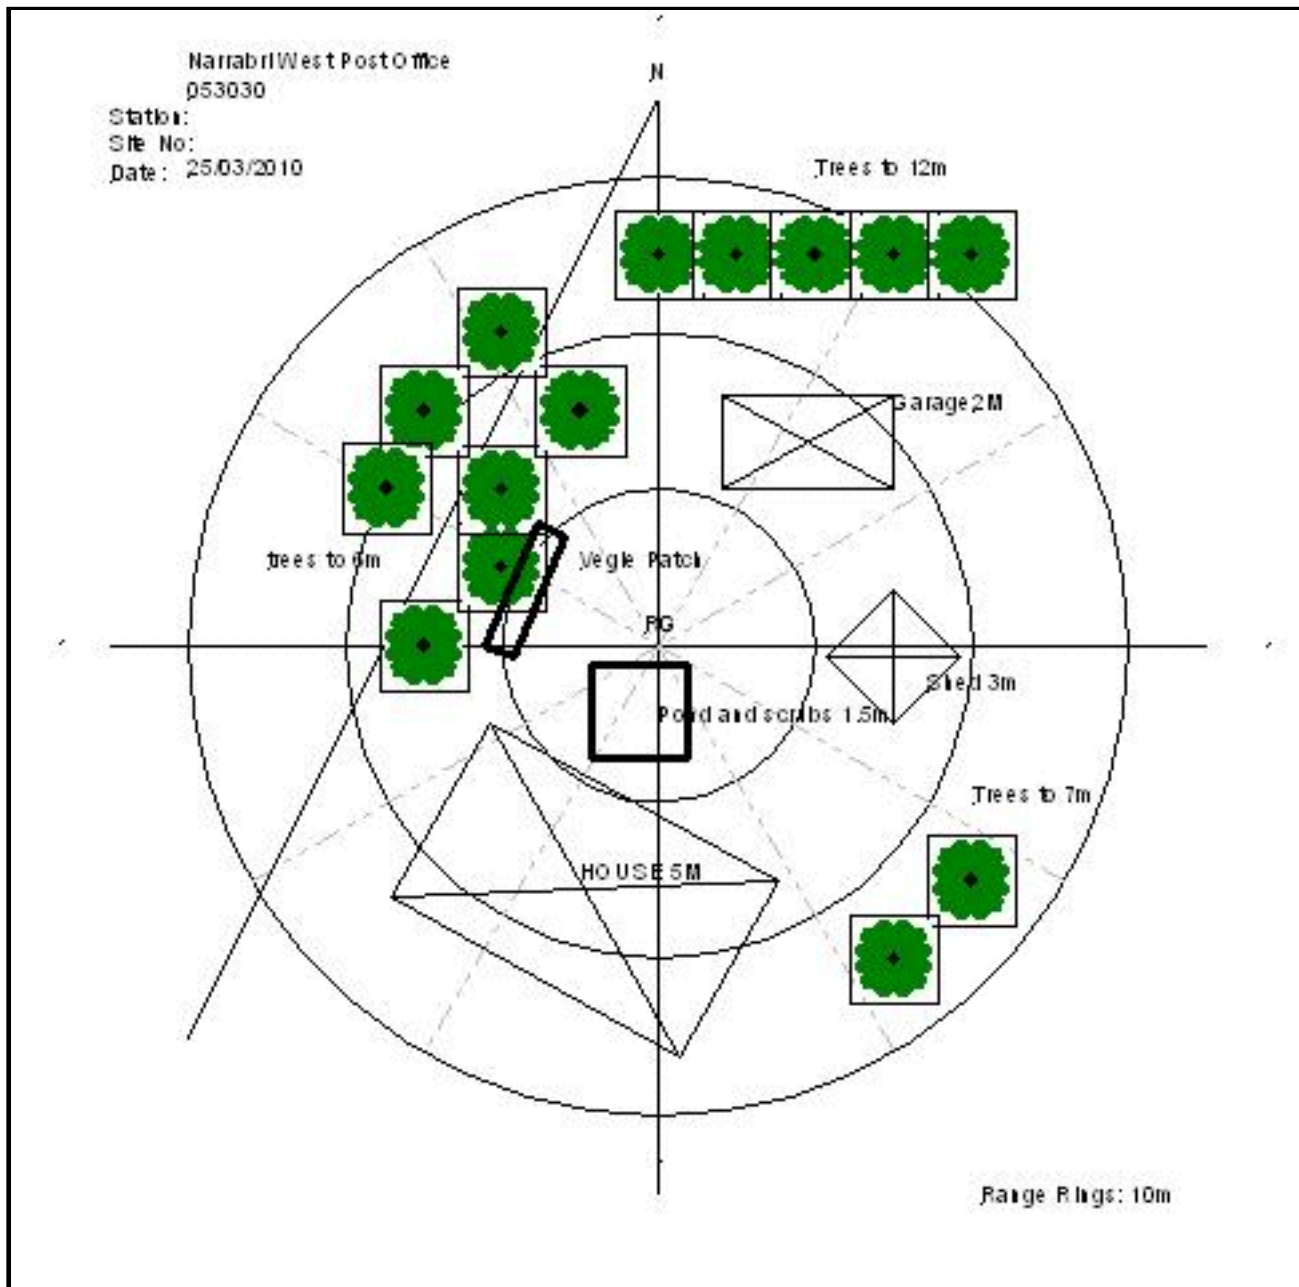 Narrabri West Post Office
053030
Station:
Site No:
Date: 25/03/2010
N
Trees to 12m
Garage 2M
trees to 6m
Vegie Patch
RG
Shed 3m
Pond and scrubs 1.5m
Trees to 7m
HOUSE 5M
Range Rings: 10m